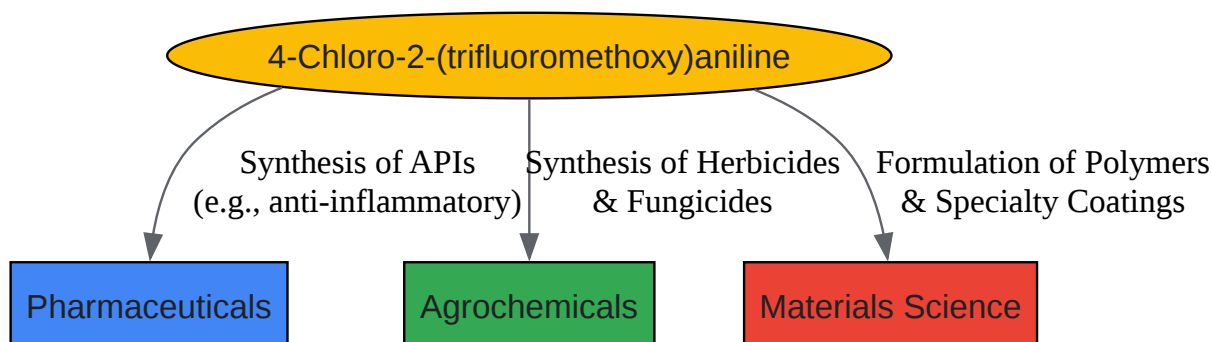 4-Chloro-2-(trifluoromethoxy)aniline
Synthesis of APIs
(e.g., anti-inflammatory)
Synthesis of Herbicides
& Fungicides
Formulation of Polymers
& Specialty Coatings
Pharmaceuticals
Agrochemicals
Materials Science